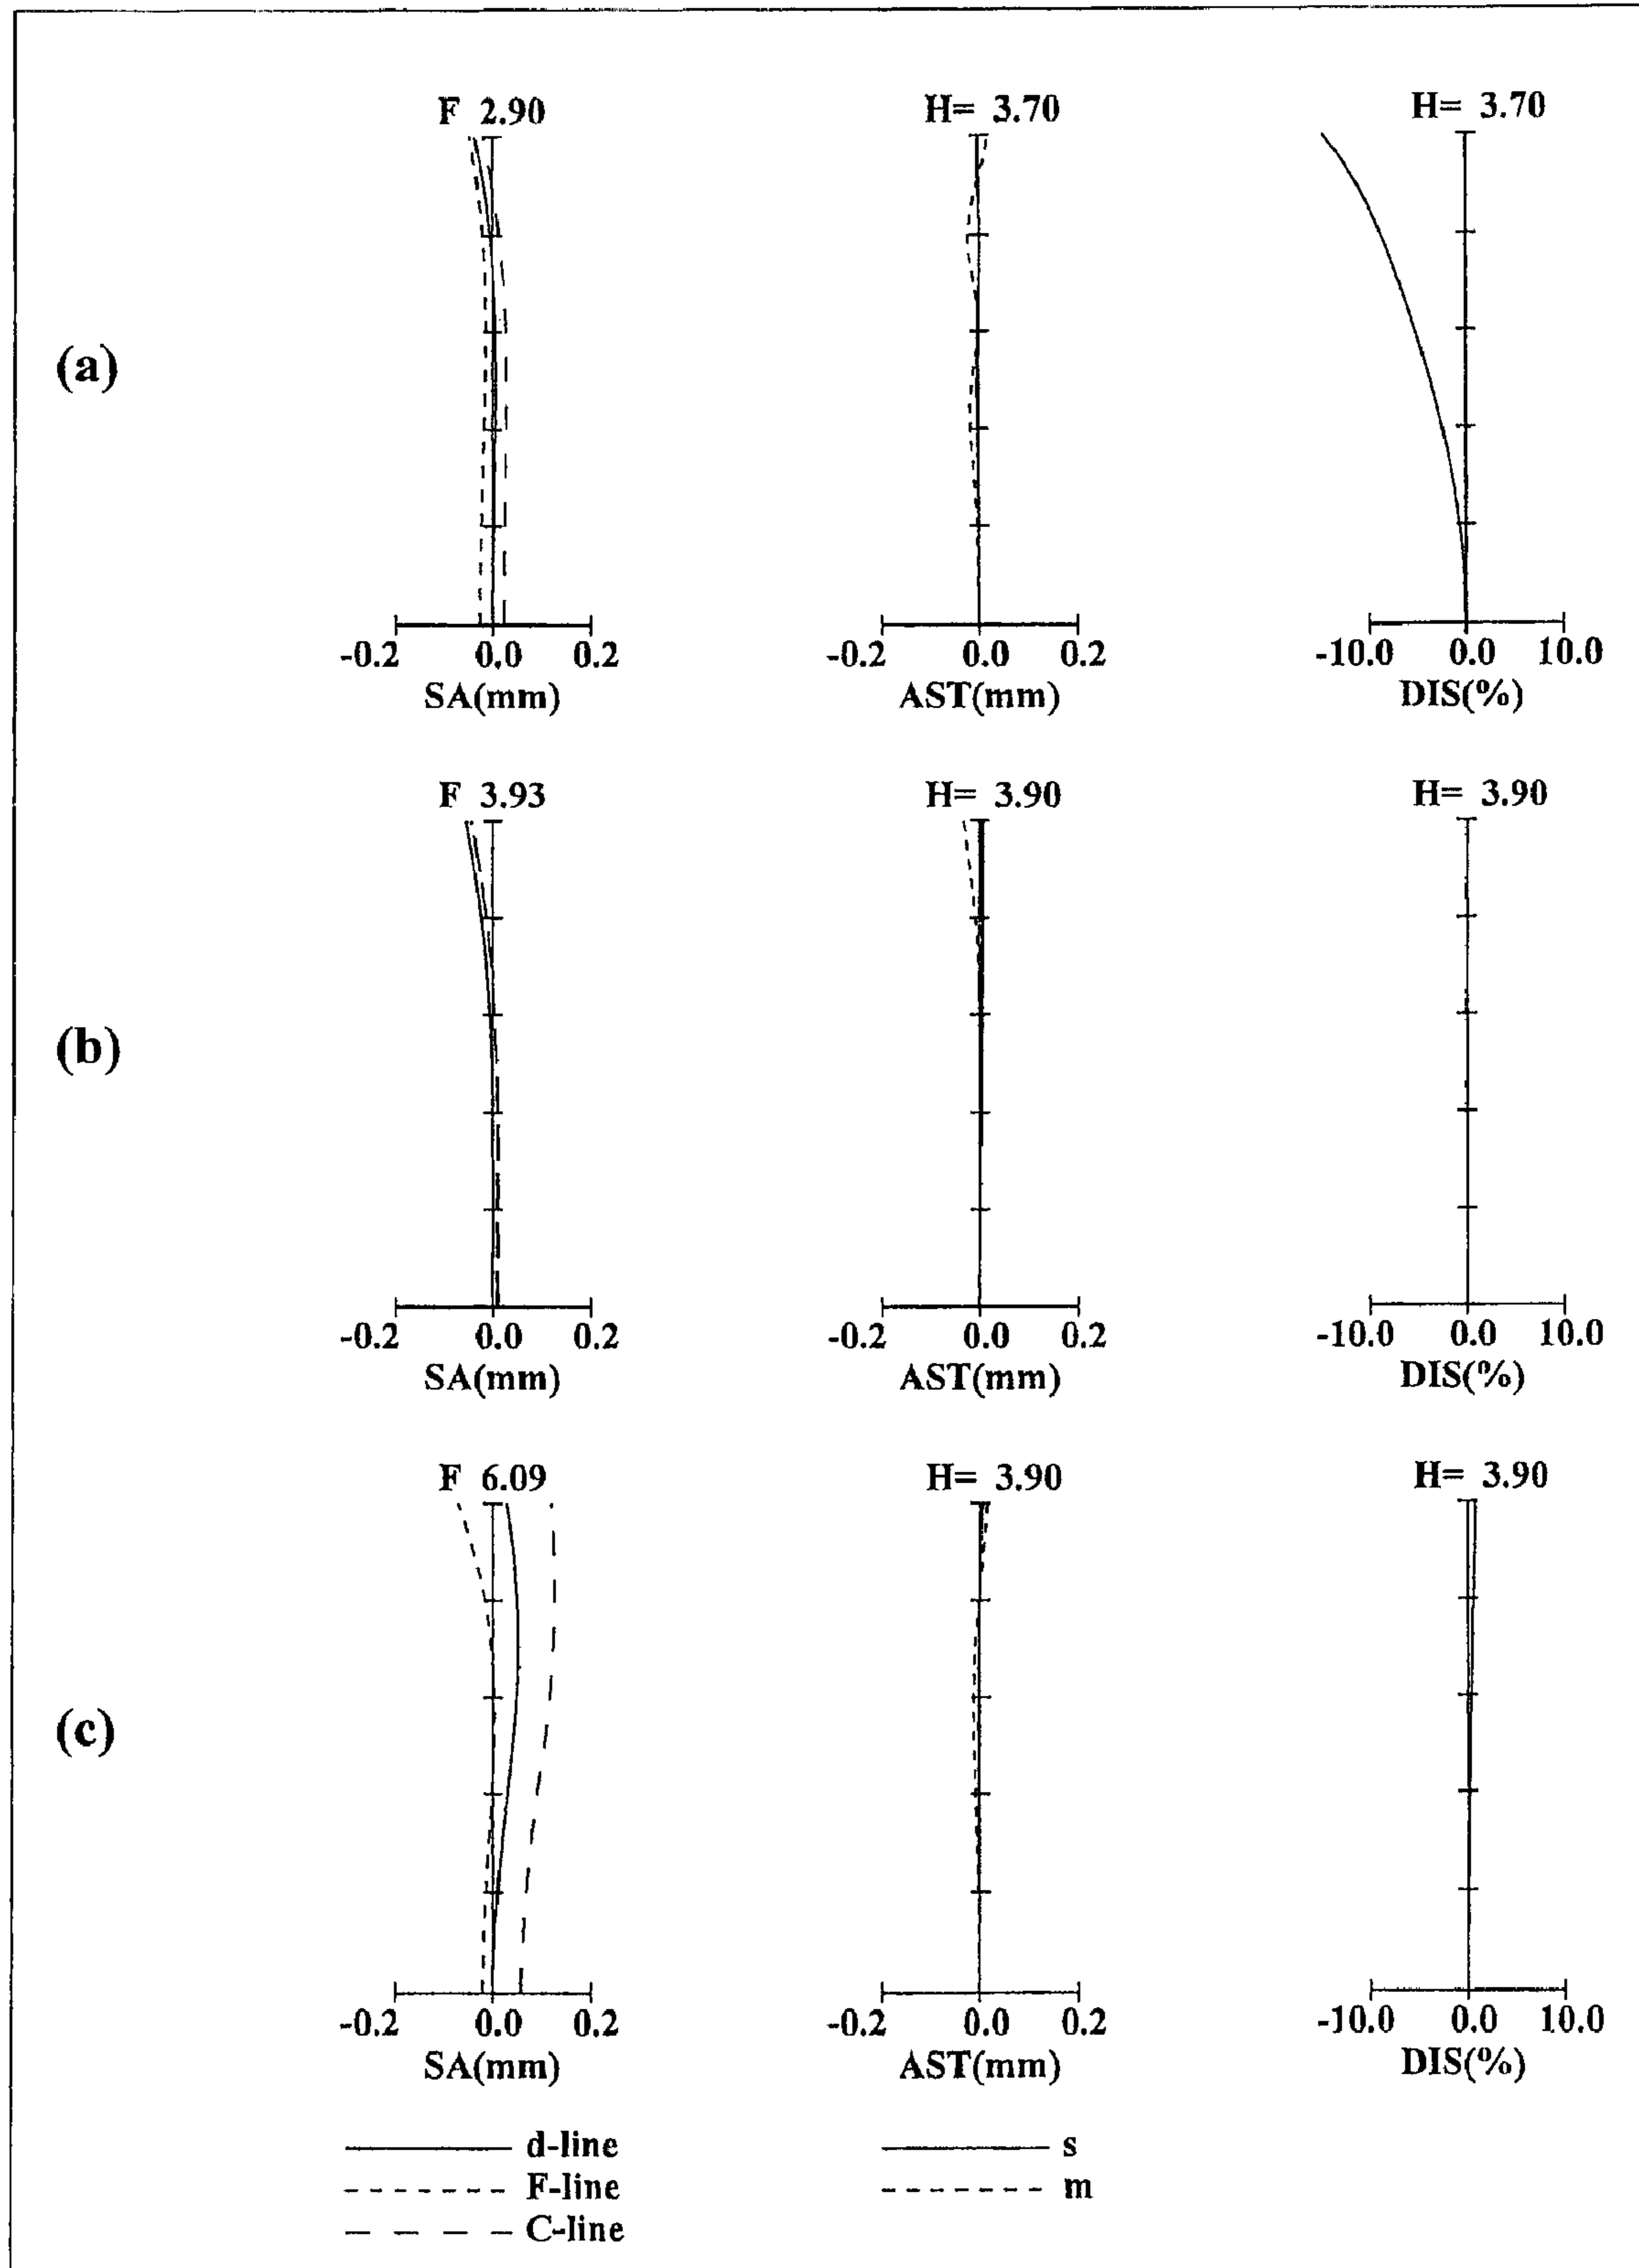 F 2.90
H= 3.70
H= 3.70
(a)
-0.2 0.0 0.2
SA(mm)
-0.2 0.0 0.2
AST(mm)
-10.0 0.0 10.0
DIS(%)
F 3.93
H= 3.90
H= 3.90
(b)
-0.2 0.0 0.2
SA(mm)
-0.2 0.0 0.2
AST(mm)
-10.0 0.0 10.0
DIS(%)
F 6.09
H= 3.90
H= 3.90
(c)
-0.2 0.0 0.2
SA(mm)
-0.2 0.0 0.2
AST(mm)
-10.0 0.0 10.0
DIS(%)
d-line
F-line
C-line
s
m